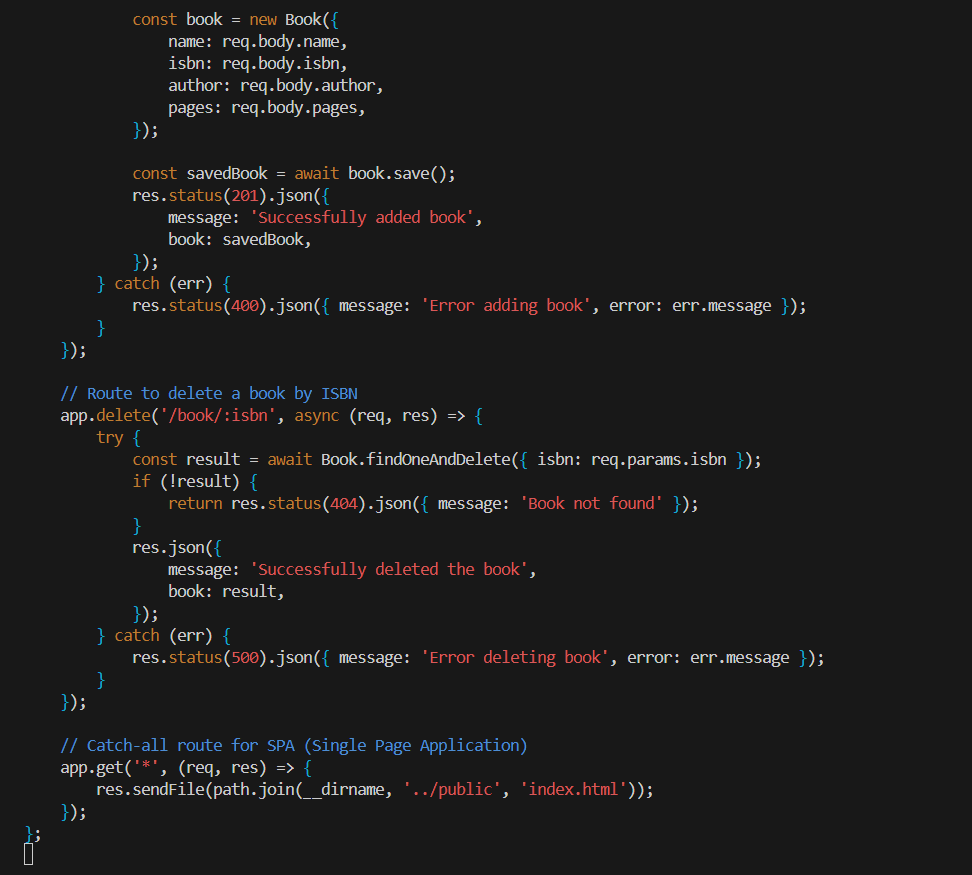 const book = new Book({
name: req.body.name,
isbn: req.body.isbn,
author: req.body.author,
pages: req.body.pages,
});
const savedBook = await book.save();
res.status(201).json({
message: 'Successfully added book',
book: savedBook,
});
} catch (err) {
res.status(400).json({ message: 'Error adding book', error: err.message });
}
});
// Route to delete a book by ISBN
app.delete('/book/:isbn', async (req, res) => {
try {
const result = await Book.findOneAndDelete({ isbn: req.params.isbn });
if (!result) {
return res.status(404).json({ message: 'Book not found' });
}
res.json({
message: 'Successfully deleted the book',
book: result,
});
} catch (err) {
res.status(500).json({ message: 'Error deleting book', error: err.message });
}
});
// Catch-all route for SPA (Single Page Application)
app.get('*', (req, res) => {
res.sendFile(path.join(__dirname, '../public', 'index.html'));
});
};